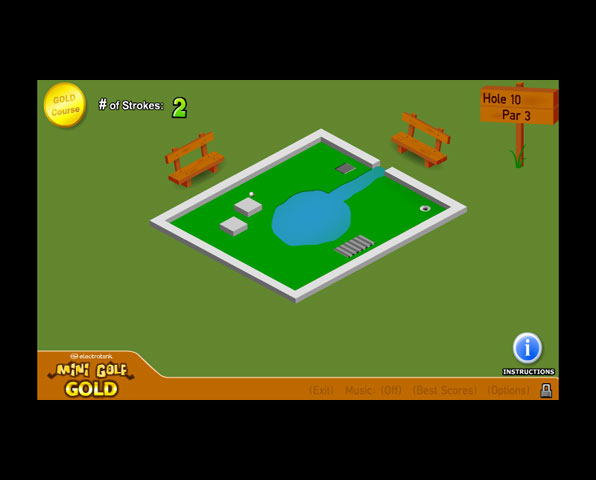 GOLD
Course
# of Strokes: 2
Hole 10
Par 3
INSTRUCTIONS
electrotank
MINI GOLF
GOLD
(Exit) Music: (Off) (Best Scores) (Options)